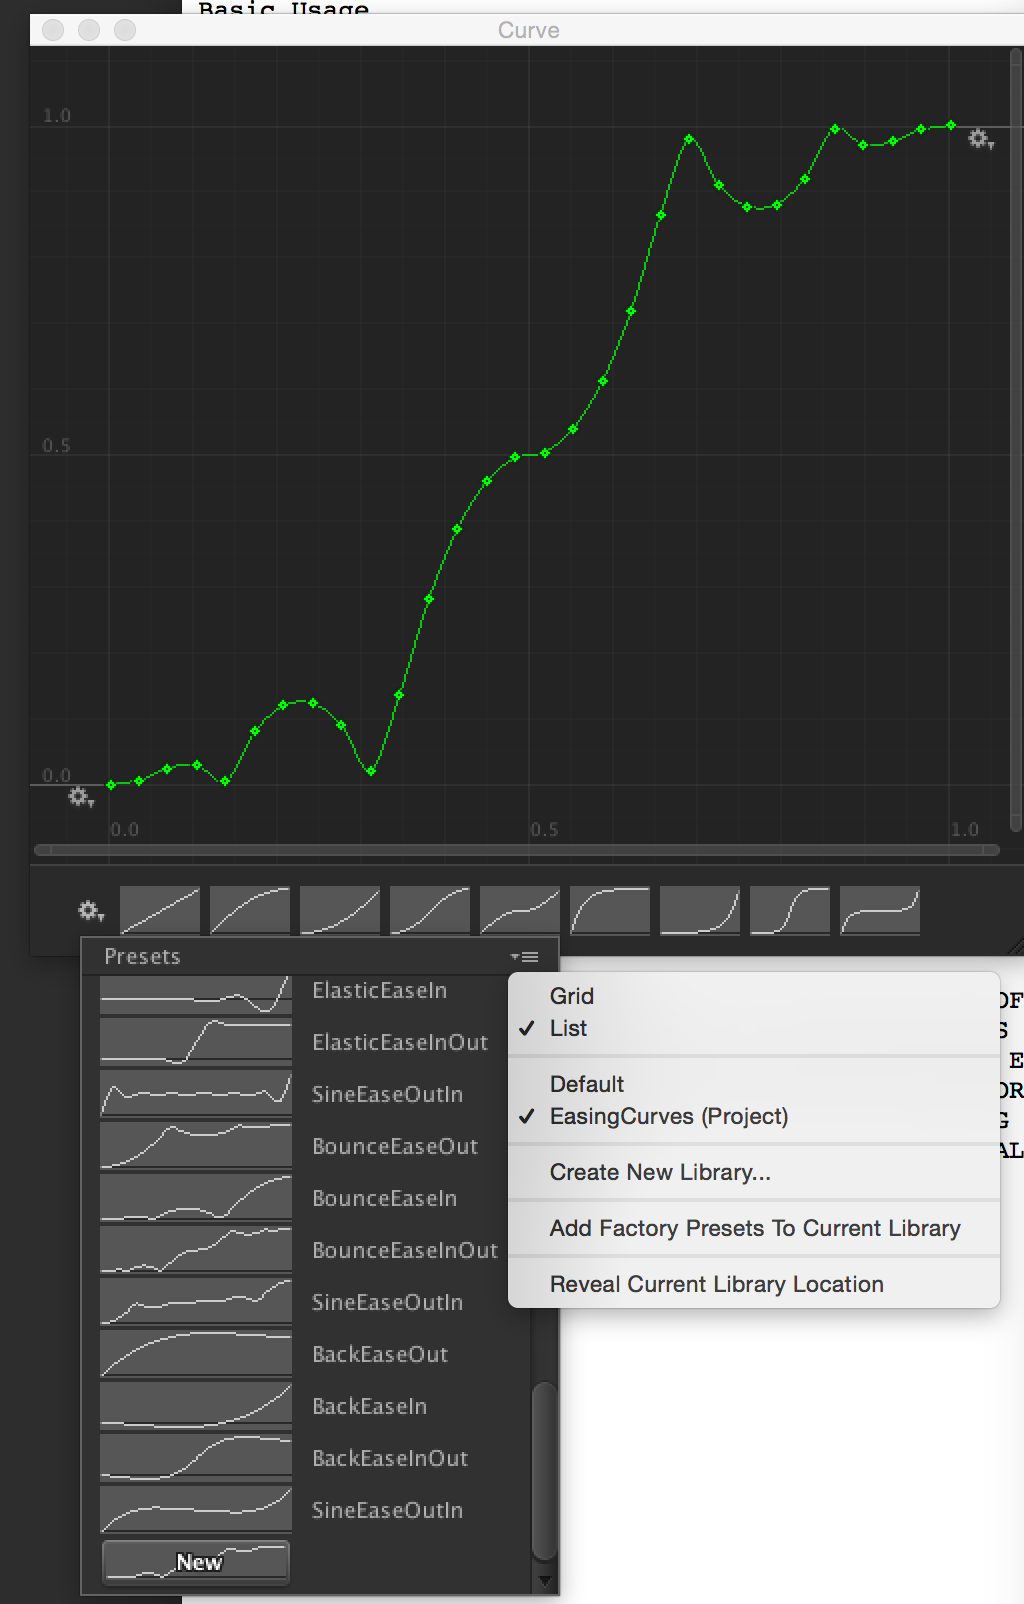 Basic Usage
Curve
1.0
0.5
0.0
0.0 0.5 1.0
Presets
ElasticEaseIn
ElasticEaseInOut
SineEaseOutIn
BounceEaseOut
BounceEaseIn
BounceEaseInOut
SineEaseOutIn
BackEaseOut
BackEaseIn
BackEaseInOut
SineEaseOutIn
New
Grid
✓ List
Default
✓ EasingCurves (Project)
Create New Library...
Add Factory Presets To Current Library
Reveal Current Library Location
OF
S
E
OR
G
AL